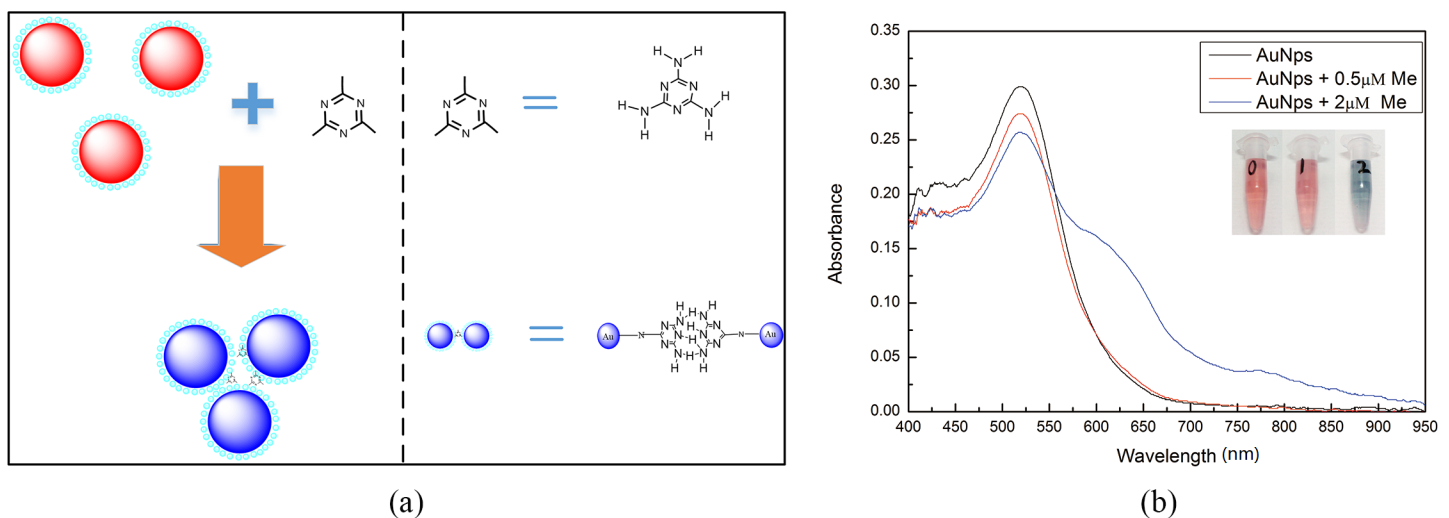 N N
N
N N
N
H H
N
N N
H N N N H
H H
Au N N Au
H H
H H
(a)
Absorbance
0.35
0.30
0.25
0.20
0.15
0.10
0.05
0.00
AuNps
AuNps + 0.5μM Me
AuNps + 2μM Me
0 1 2
400 450 500 550 600 650 700 750 800 850 900 950
Wavelength (nm)
(b)